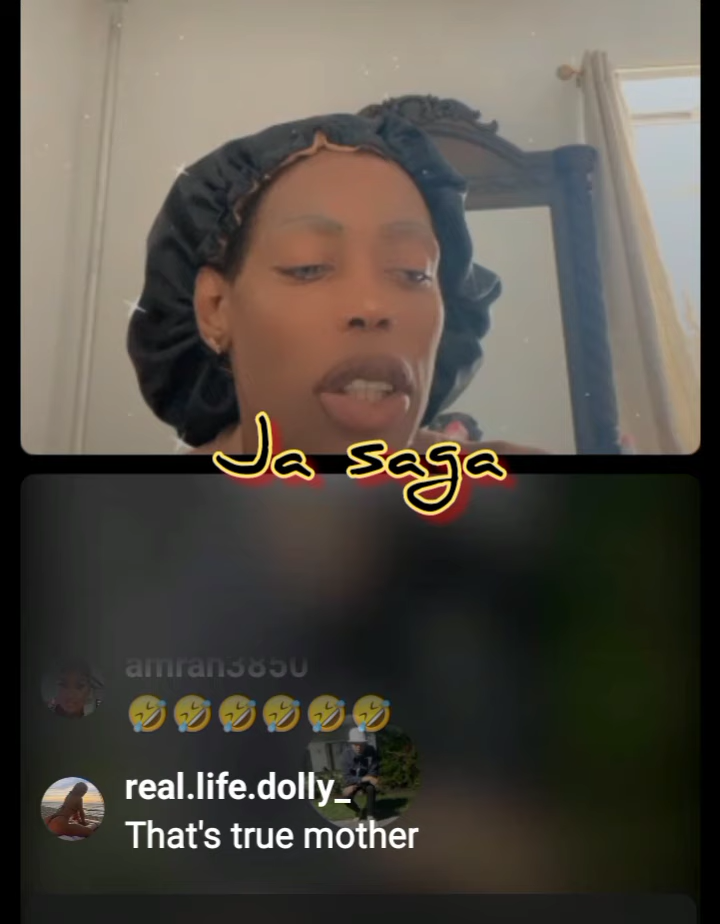 Ja saga
amran3850
🤣🤣🤣🤣🤣🤣
real.life.dolly_
That's true mother